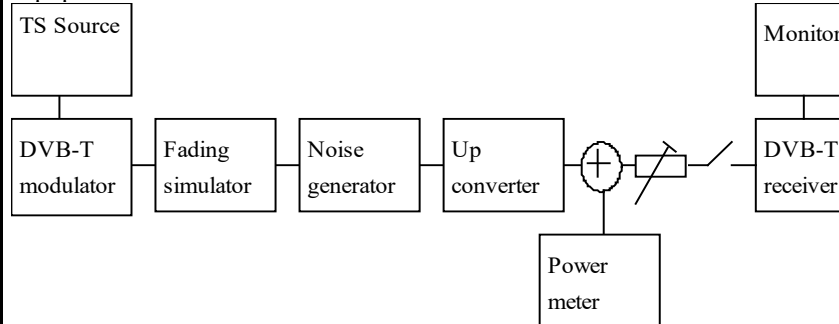 TS Source
Monitor
DVB-T
modulator
Fading
simulator
Noise
generator
Up
converter
DVB-T
receiver
Power
meter